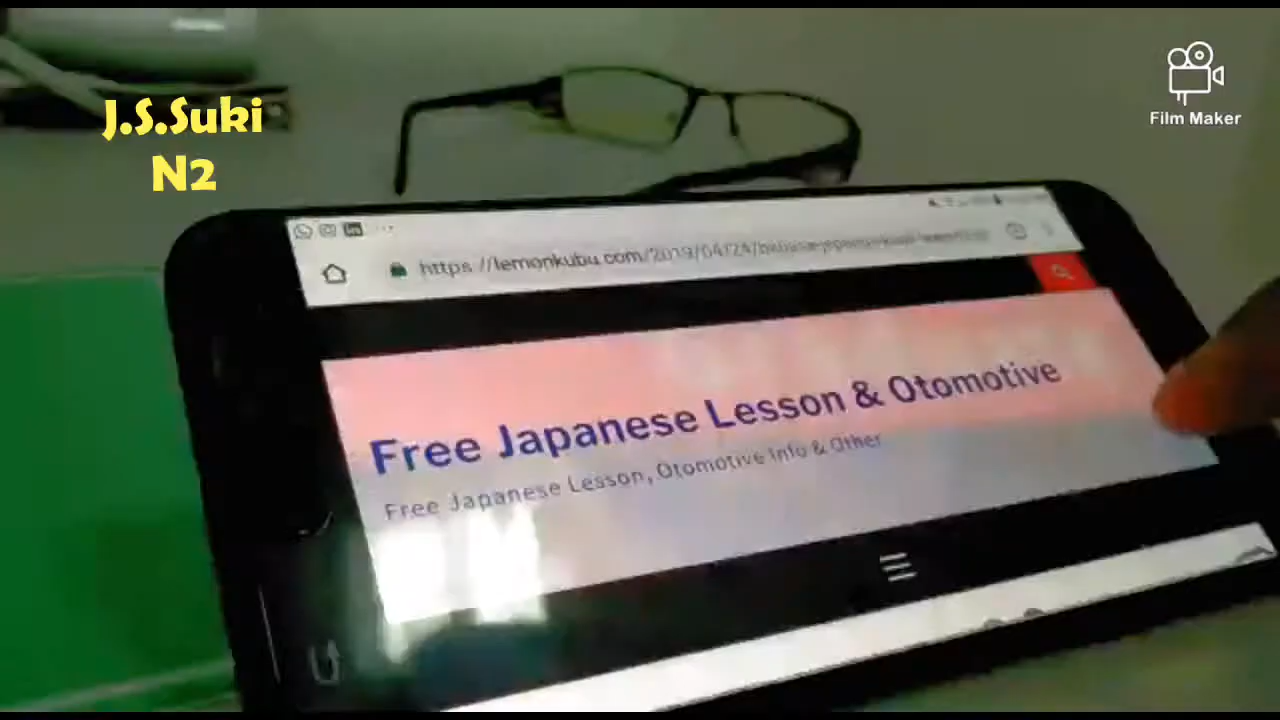 J.S.Suki
N2
Film Maker
https://lemonkubu.com/2019/04/24/
Free Japanese Lesson & Otomotive
Free Japanese Lesson, Otomotive Info & Other